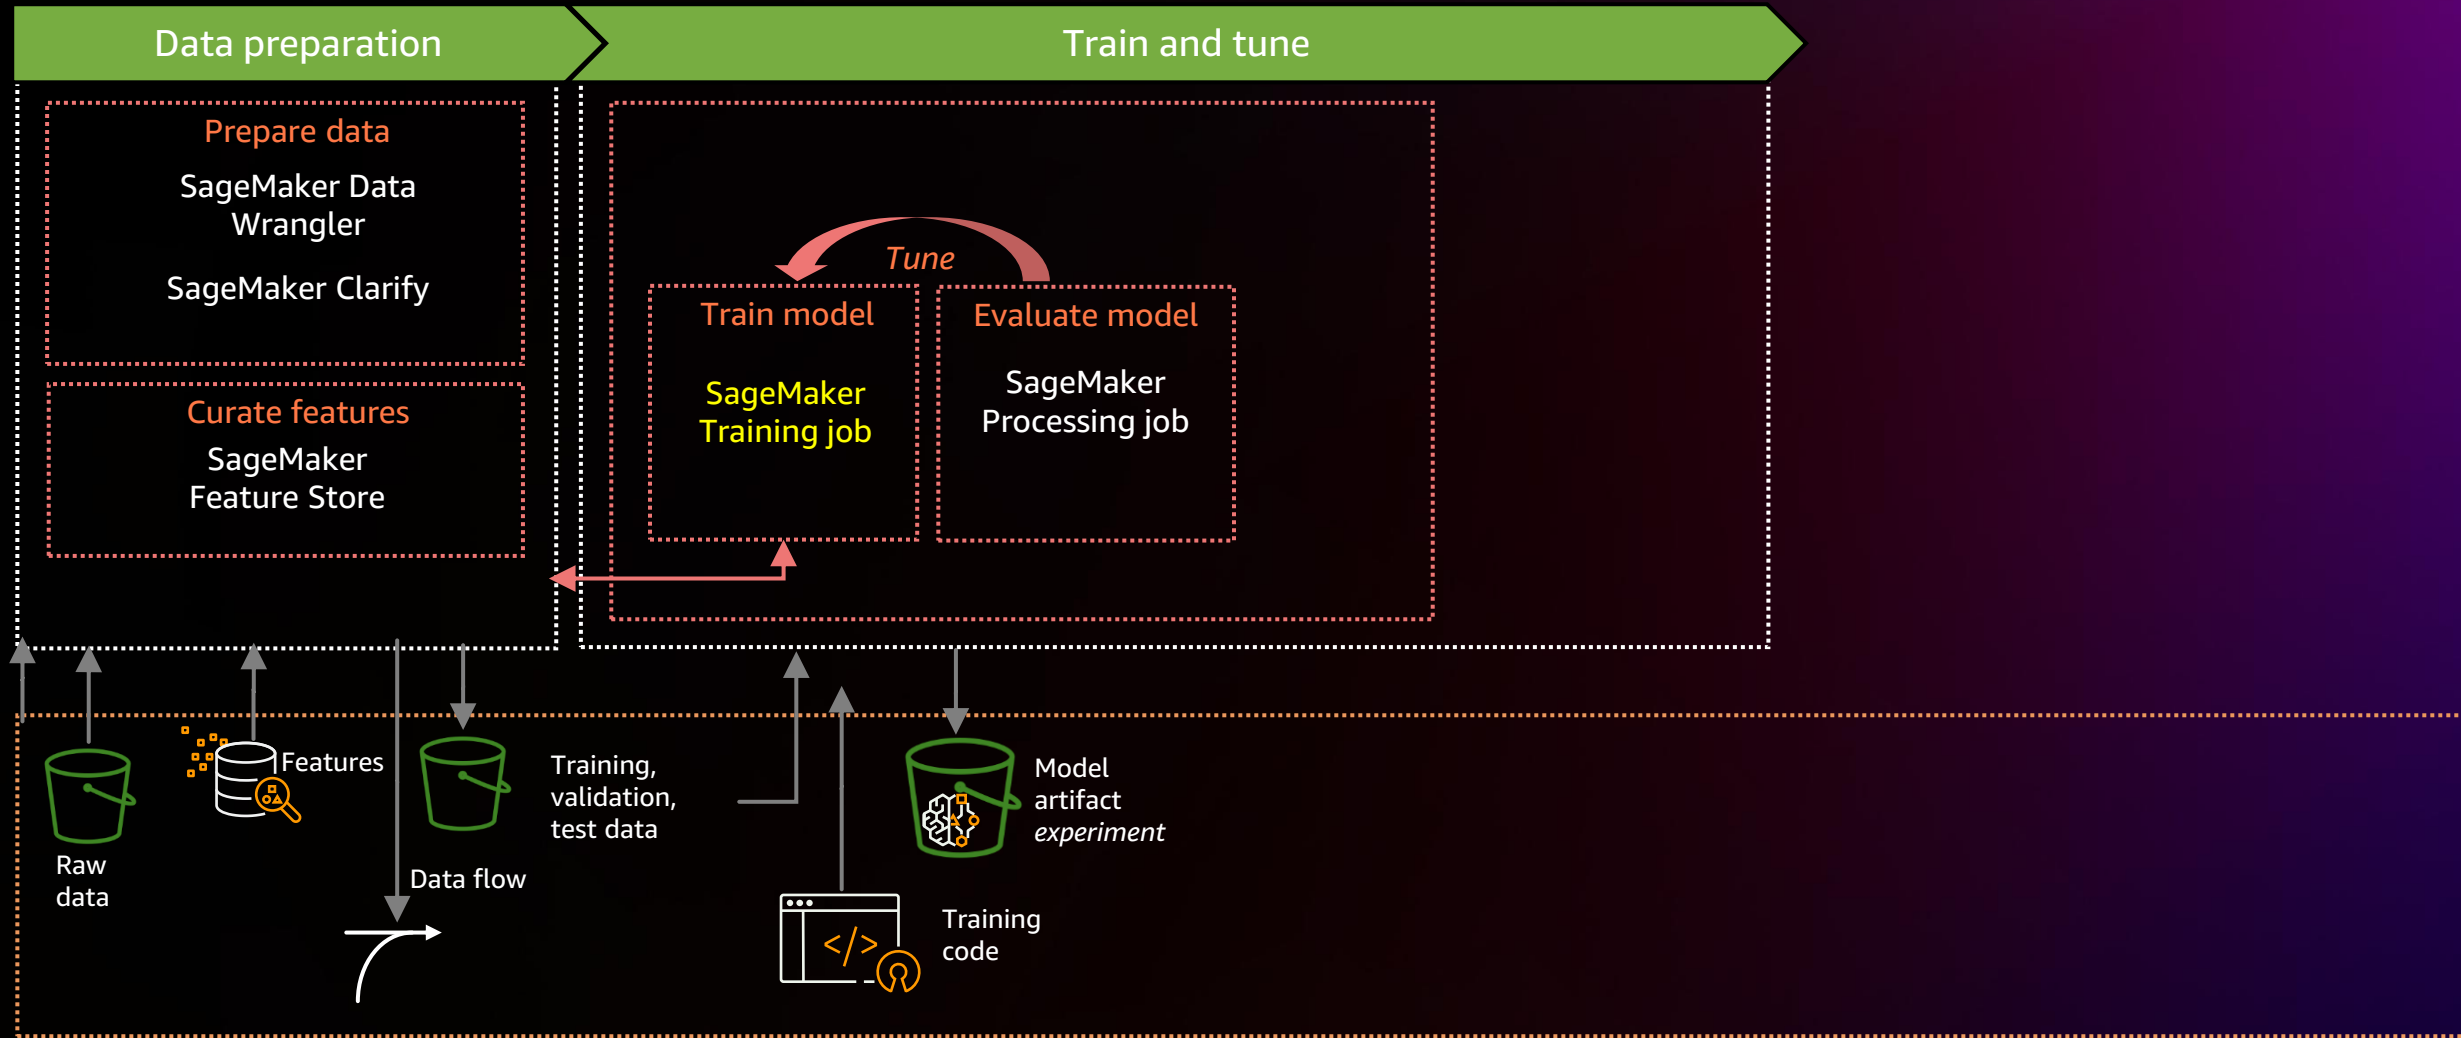 Data preparation
Train and tune
Prepare data
SageMaker Data
Wrangler
SageMaker Clarify
Curate features
SageMaker
Feature Store
Tune
Train model
SageMaker
Training job
Evaluate model
SageMaker
Processing job
Raw
data
Features
Data flow
Training,
validation,
test data
</>
Training
code
Model
artifact
experiment